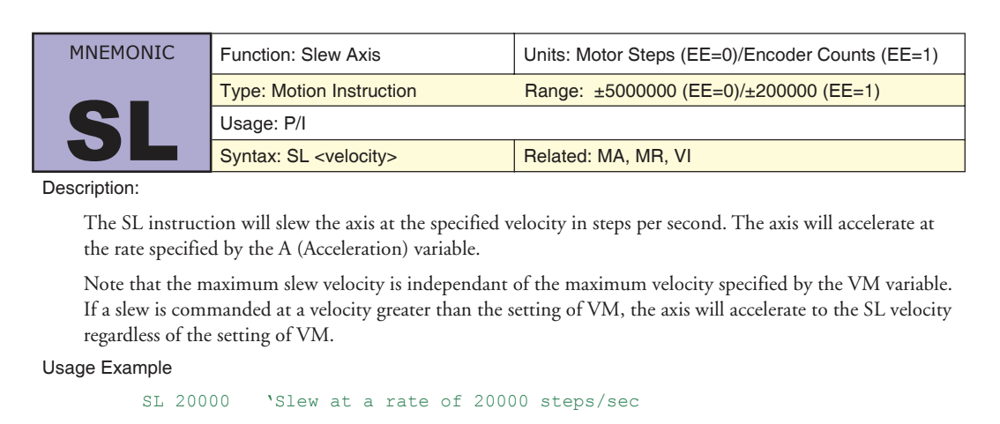 MNEMONIC
SL
Function: Slew Axis
Units: Motor Steps (EE=0)/Encoder Counts (EE=1)
Type: Motion Instruction
Range: ±5000000 (EE=0)/±200000 (EE=1)
Usage: P/I
Syntax: SL <velocity>
Related: MA, MR, VI
Description:
The SL instruction will slew the axis at the specified velocity in steps per second. The axis will accelerate at
the rate specified by the A (Acceleration) variable.
Note that the maximum slew velocity is independant of the maximum velocity specified by the VM variable.
If a slew is commanded at a velocity greater than the setting of VM, the axis will accelerate to the SL velocity
regardless of the setting of VM.
Usage Example
SL 20000 ‘Slew at a rate of 20000 steps/sec